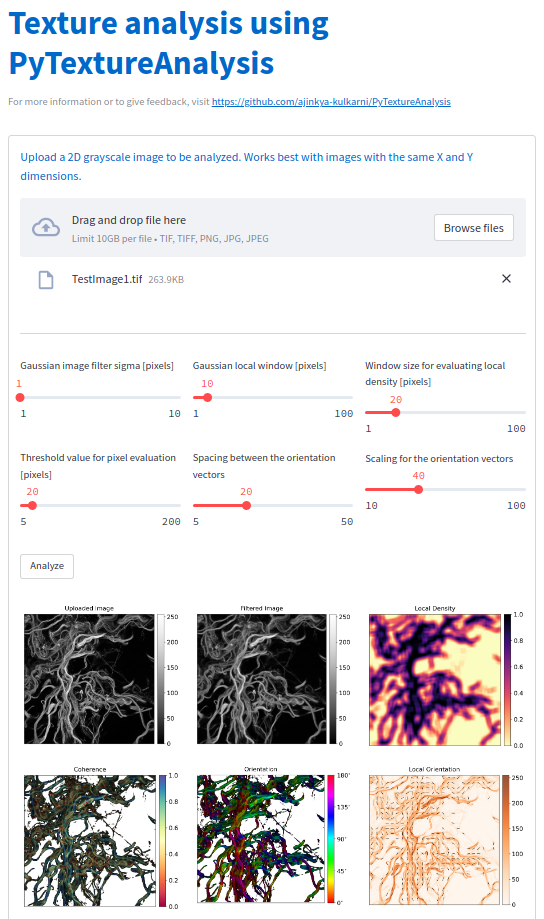 Texture analysis using
PyTextureAnalysis
For more information or to give feedback, visit https://github.com/ajinkya-kulkarni/PyTextureAnalysis
Upload a 2D grayscale image to be analyzed. Works best with images with the same X and Y
dimensions.
Drag and drop file here
Limit 10GB per file • TIF, TIFF, PNG, JPG, JPEG
Browse files
TestImage1.tif 263.9KB
Gaussian image filter sigma [pixels]
1
1 10
Gaussian local window [pixels]
10
1 100
Window size for evaluating local
density [pixels]
20
1 100
Threshold value for pixel evaluation
[pixels]
20
5 200
Spacing between the orientation
vectors
20
5 50
Scaling for the orientation vectors
40
10 100
Analyze
Uploaded Image
250
200
150
100
50
0
Filtered Image
250
200
150
100
50
0
Local Density
1.0
0.8
0.6
0.4
0.2
0.0
Coherence
1.0
0.8
0.6
0.4
0.2
0.0
Orientation
180°
135°
90°
45°
0°
Local Orientation
250
200
150
100
50
0